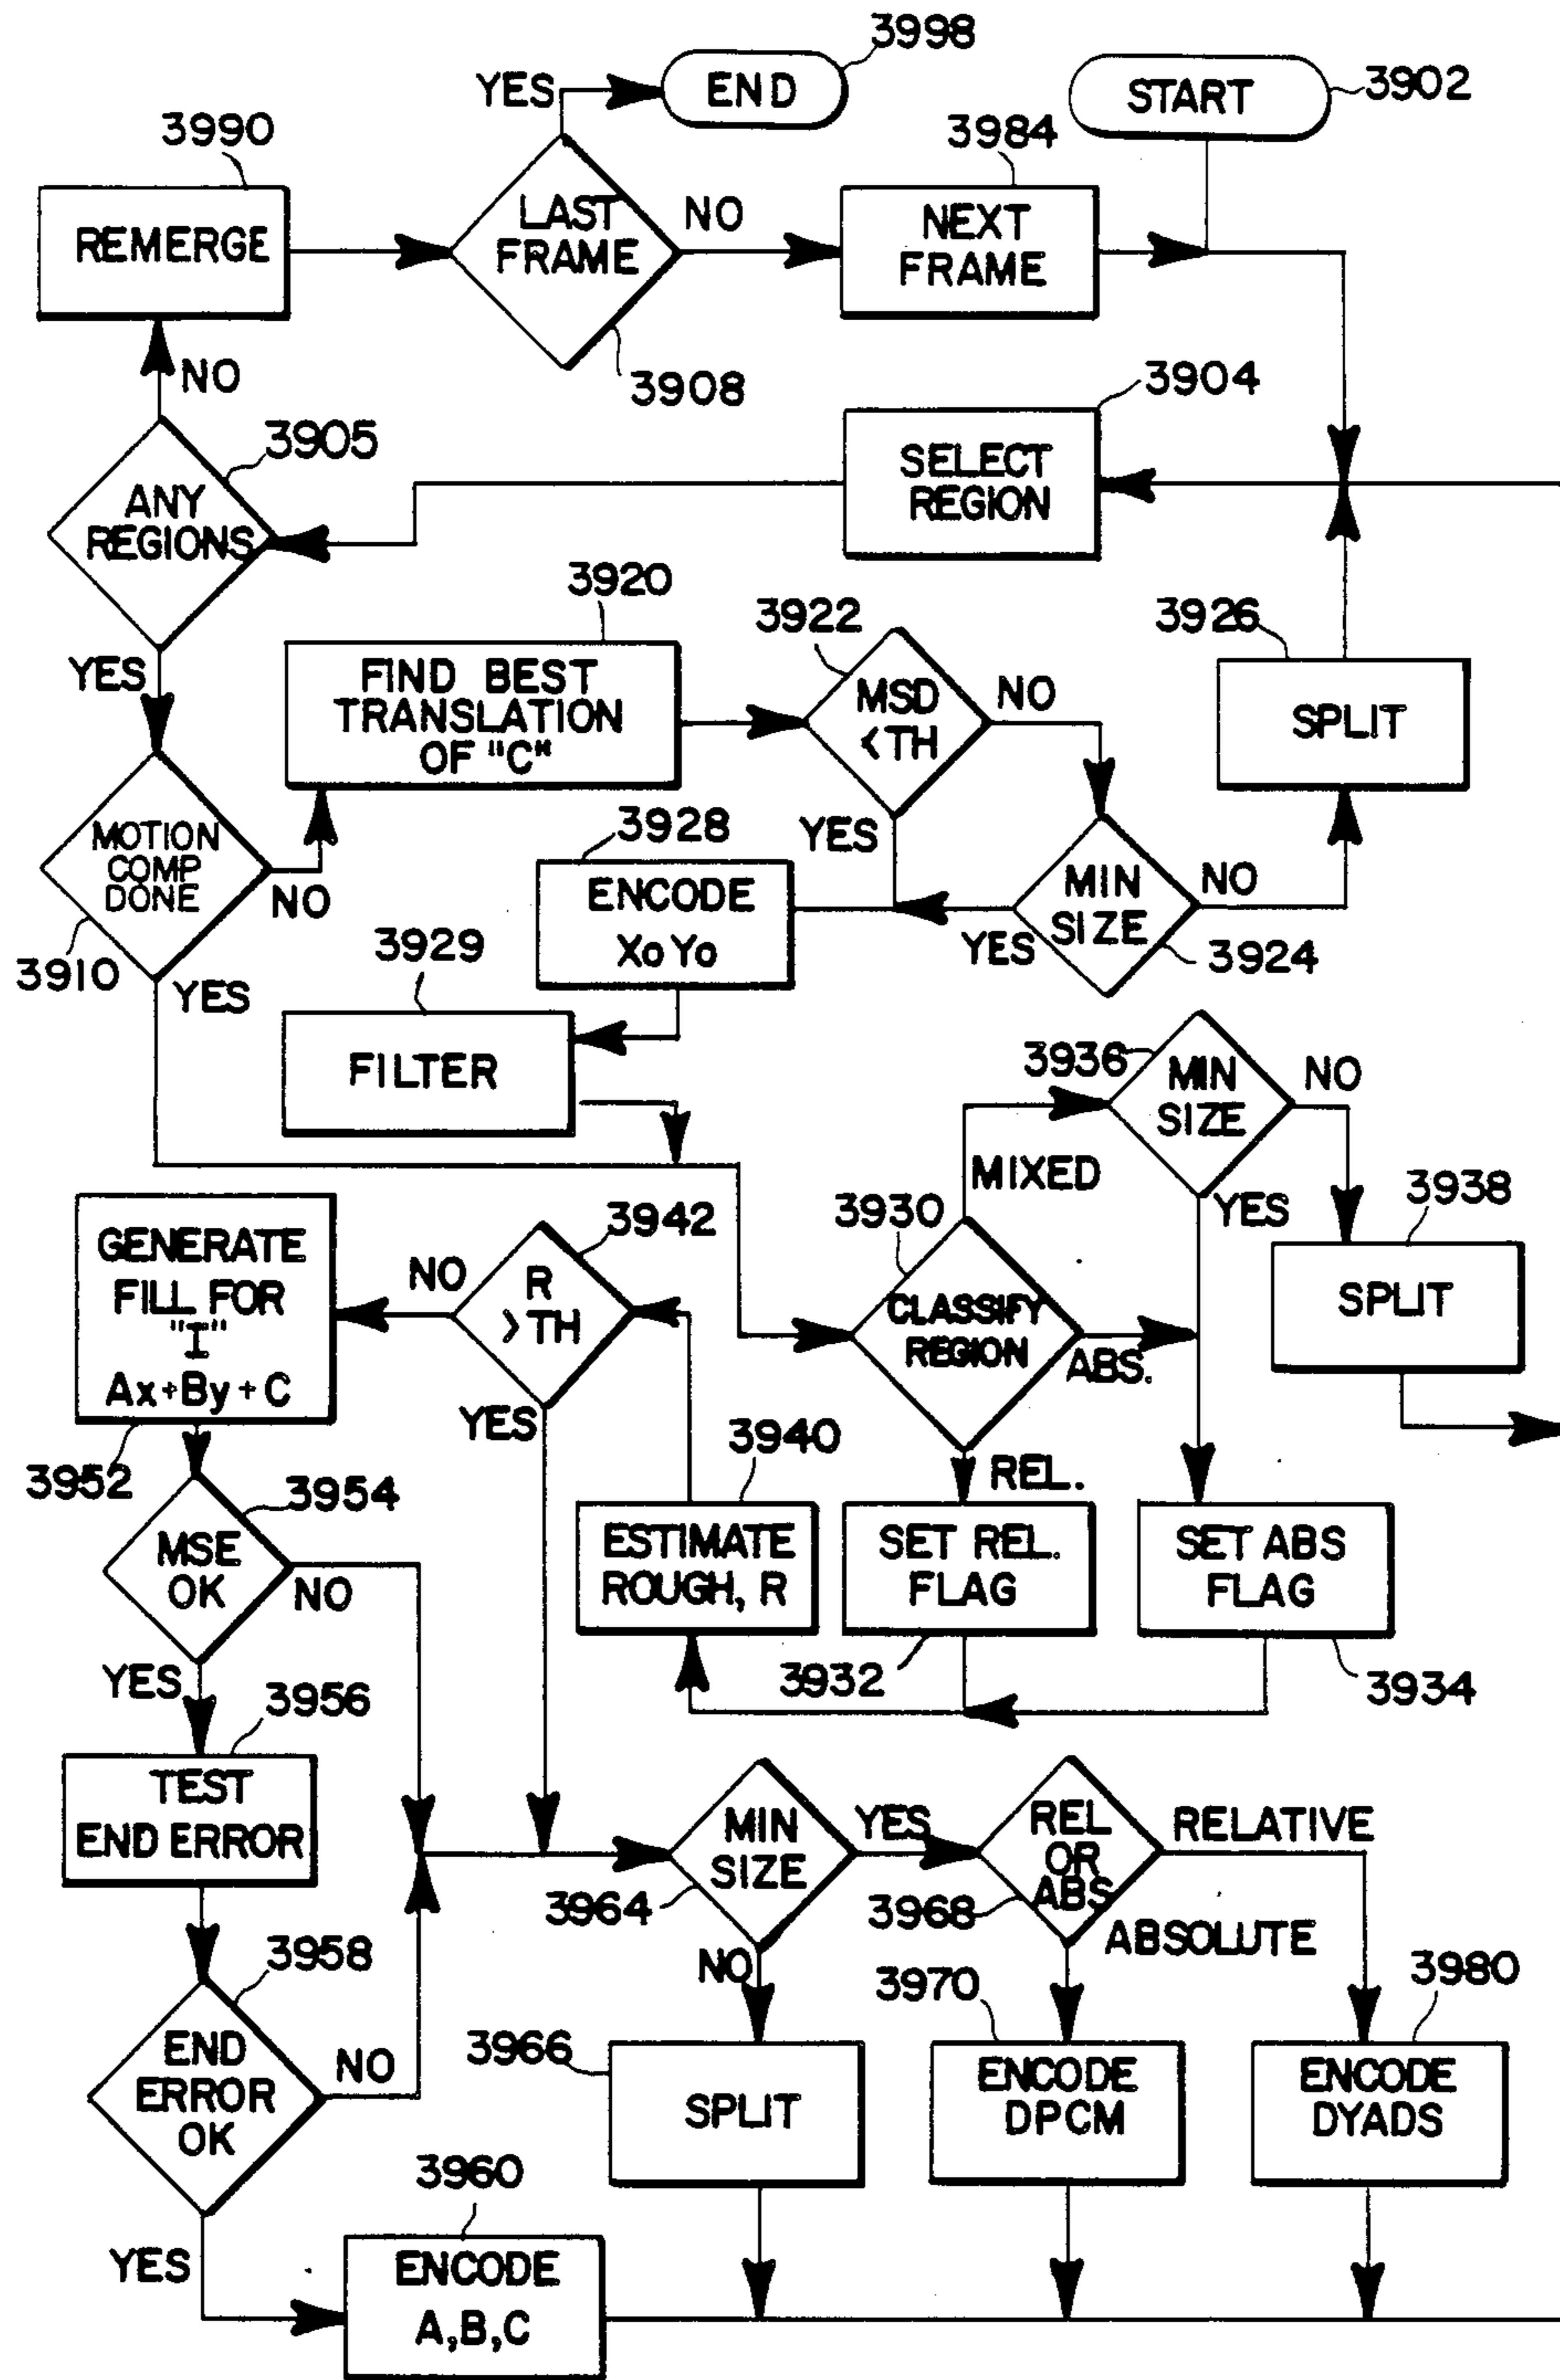 3998
YES
END
START
3902
3990
3984
REMERGE
LAST
FRAME
NO
NEXT
FRAME
3908
NO
3904
3905
SELECT
REGION
ANY
REGIONS
3920
3922
3926
YES
FIND BEST
TRANSLATION
OF "C"
MSD
<TH
NO
SPLIT
MOTION
COMP
DONE
NO
3928
YES
ENCODE
Xo Yo
MIN
SIZE
NO
YES
3924
3910
YES
3929
FILTER
3936
MIN
SIZE
NO
MIXED
YES
3938
SPLIT
GENERATE
FILL FOR
"I"
Ax+By+C
NO
3942
R
>TH
YES
3930
CLASSIFY
REGION
ABS.
3952
3954
3940
REL.
MSE
OK
NO
ESTIMATE
ROUGH, R
SET REL.
FLAG
SET ABS
FLAG
YES
3956
3932
3934
TEST
END ERROR
MIN
SIZE
YES
REL
OR
ABS
RELATIVE
3964
3968
ABSOLUTE
3958
NO
3970
3980
END
ERROR
OK
NO
3966
SPLIT
ENCODE
DPCM
ENCODE
DYADS
3960
YES
ENCODE
A,B,C